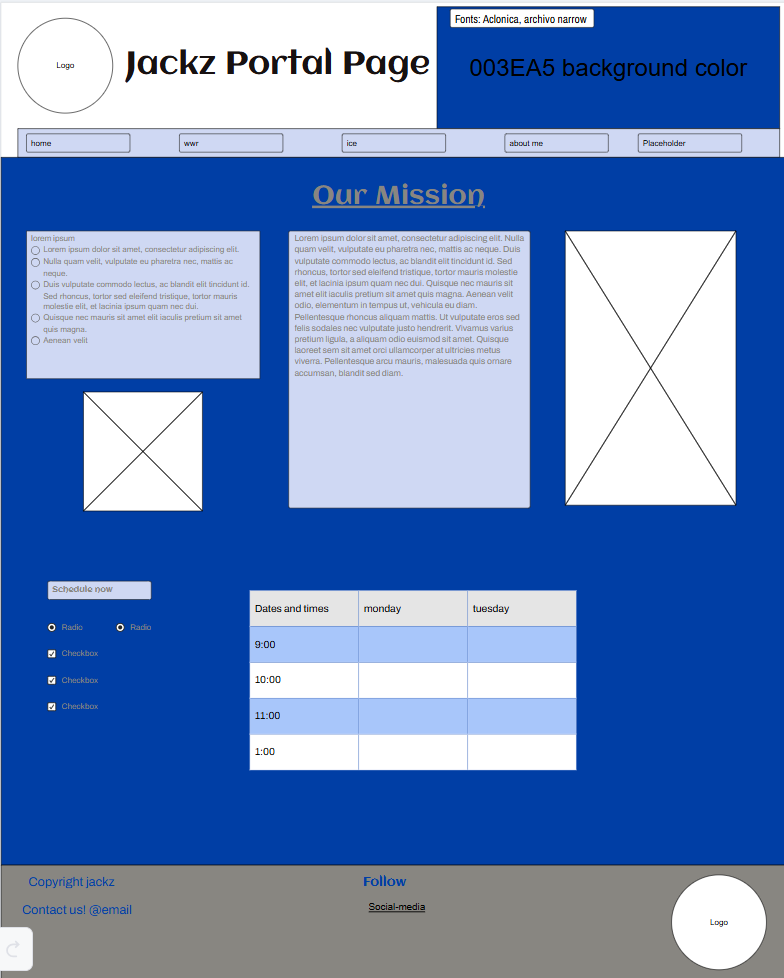 Fonts: Aclonica, archivo narrow
Logo
Jackz Portal Page
003EA5 background color
home
wwr
ice
about me
Placeholder
Our Mission
lorem ipsum
Lorem ipsum dolor sit amet, consectetur adipiscing elit.
Nulla quam velit, vulputate eu pharetra nec, mattis ac
neque.
Duis vulputate commodo lectus, ac blandit elit tincidunt id.
Sed rhoncus, tortor sed eleifend tristique, tortor mauris
molestie elit, et lacinia ipsum quam nec dui.
Quisque nec mauris sit amet elit iaculis pretium sit amet
quis magna.
Aenean velit
Lorem ipsum dolor sit amet, consectetur adipiscing elit. Nulla
quam velit, vulputate eu pharetra nec, mattis ac neque. Duis
vulputate commodo lectus, ac blandit elit tincidunt id. Sed
rhoncus, tortor sed eleifend tristique, tortor mauris molestie
elit, et lacinia ipsum quam nec dui. Quisque nec mauris sit
amet elit iaculis pretium sit amet quis magna. Aenean velit
odio, elementum in tempus ut, vehicula eu diam.
Pellentesque rhoncus aliquam mattis. Ut vulputate eros sed
felis sodales nec vulputate justo hendrerit. Vivamus varius
pretium ligula, a aliquam odio euismod sit amet. Quisque
laoreet sem sit amet orci ullamcorper at ultricies metus
viverra. Pellentesque arcu mauris, malesuada quis ornare
accumsan, blandit sed diam.
Schedule now
Radio
Radio
Checkbox
Checkbox
Checkbox
Dates and times
monday
tuesday
9:00
10:00
11:00
1:00
Copyright jackz
Contact us! @email
Follow
Social-media
Logo